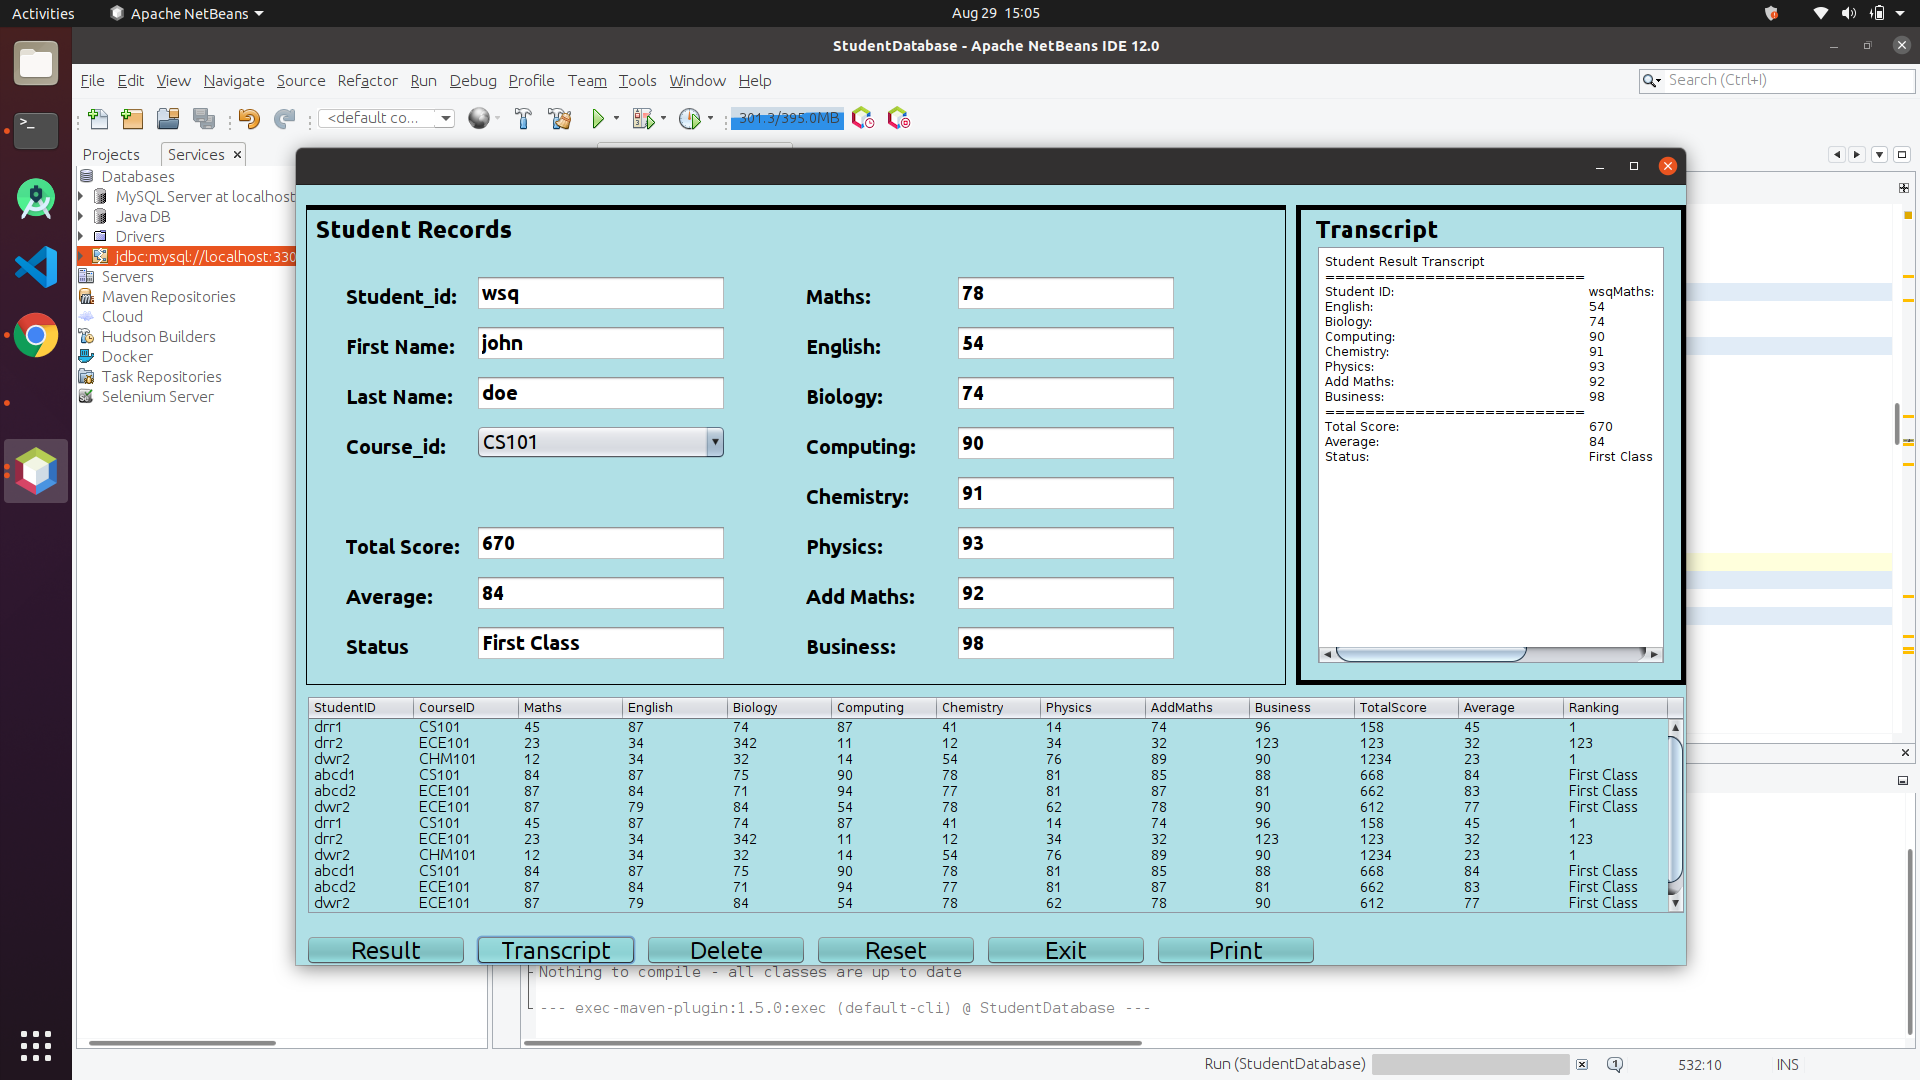 Activities Apache NetBeans Aug 29 15:05
StudentDatabase - Apache NetBeans IDE 12.0
File Edit View Navigate Source Refactor Run Debug Profile Team Tools Window Help Search (Ctrl+I)
<default co... 301.3/395.0MB
Projects Services
Databases
MySQL Server at localhost
Java DB
Drivers
jdbc:mysql://localhost:330
Servers
Maven Repositories
Cloud
Hudson Builders
Docker
Task Repositories
Selenium Server
Student Records
Student_id: wsq
First Name: john
Last Name: doe
Course_id: CS101
Total Score: 670
Average: 84
Status First Class
Maths: 78
English: 54
Biology: 74
Computing: 90
Chemistry: 91
Physics: 93
Add Maths: 92
Business: 98
Transcript
Student Result Transcript
==========================
Student ID: wsqMaths:
English: 54
Biology: 74
Computing: 90
Chemistry: 91
Physics: 93
Add Maths: 92
Business: 98
==========================
Total Score: 670
Average: 84
Status: First Class
StudentID CourseID Maths English Biology Computing Chemistry Physics AddMaths Business TotalScore Average Ranking
drr1 CS101 45 87 74 87 41 14 74 96 158 45 1
drr2 ECE101 23 34 342 11 12 34 32 123 123 32 123
dwr2 CHM101 12 34 32 14 54 76 89 90 1234 23 1
abcd1 CS101 84 87 75 90 78 81 85 88 668 84 First Class
abcd2 ECE101 87 84 71 94 77 81 87 81 662 83 First Class
dwr2 ECE101 87 79 84 54 78 62 78 90 612 77 First Class
drr1 CS101 45 87 74 87 41 14 74 96 158 45 1
drr2 ECE101 23 34 342 11 12 34 32 123 123 32 123
dwr2 CHM101 12 34 32 14 54 76 89 90 1234 23 1
abcd1 CS101 84 87 75 90 78 81 85 88 668 84 First Class
abcd2 ECE101 87 84 71 94 77 81 87 81 662 83 First Class
dwr2 ECE101 87 79 84 54 78 62 78 90 612 77 First Class
Result Transcript Delete Reset Exit Print
Nothing to compile - all classes are up to date
--- exec-maven-plugin:1.5.0:exec (default-cli) @ StudentDatabase ---
Run (StudentDatabase) 1 532:10 INS